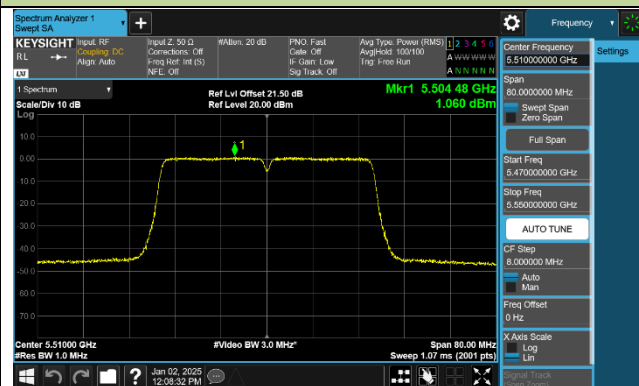 Spectrum Analyzer 1
Swept SA
Frequency
KEYSIGHT
RL
LXI
Input: RF
Coupling: DC
Align: Auto
Input Z: 50 Ω
Corrections: Off
Freq Ref: Int (S)
NFE: Off
#Atten: 20 dB
PNO: Fast
Gate: Off
IF Gain: Low
Sig Track: Off
Avg Type: Power (RMS)
Avg|Hold: 100/100
Trig: Free Run
1 2 3 4 5 6
A W W W W W
A N N N N N
1 Spectrum
Scale/Div 10 dB
Log
Ref Lvl Offset 21.50 dB
Ref Level 20.00 dBm
Mkr1 5.504 48 GHz
1.060 dBm
10.0
0.00
-10.0
-20.0
-30.0
-40.0
-50.0
-60.0
-70.0
1
Center 5.51000 GHz
#Res BW 1.0 MHz
#Video BW 3.0 MHz*
Span 80.00 MHz
Sweep 1.07 ms (2001 pts)
Center Frequency
5.510000000 GHz
Span
80.0000000 MHz
Swept Span
Zero Span
Full Span
Start Freq
5.470000000 GHz
Stop Freq
5.550000000 GHz
AUTO TUNE
CF Step
8.000000 MHz
Auto
Man
Freq Offset
0 Hz
X Axis Scale
Log
Lin
Signal Track
(Span Zoom)
Settings
Jan 02, 2025
12:08:32 PM